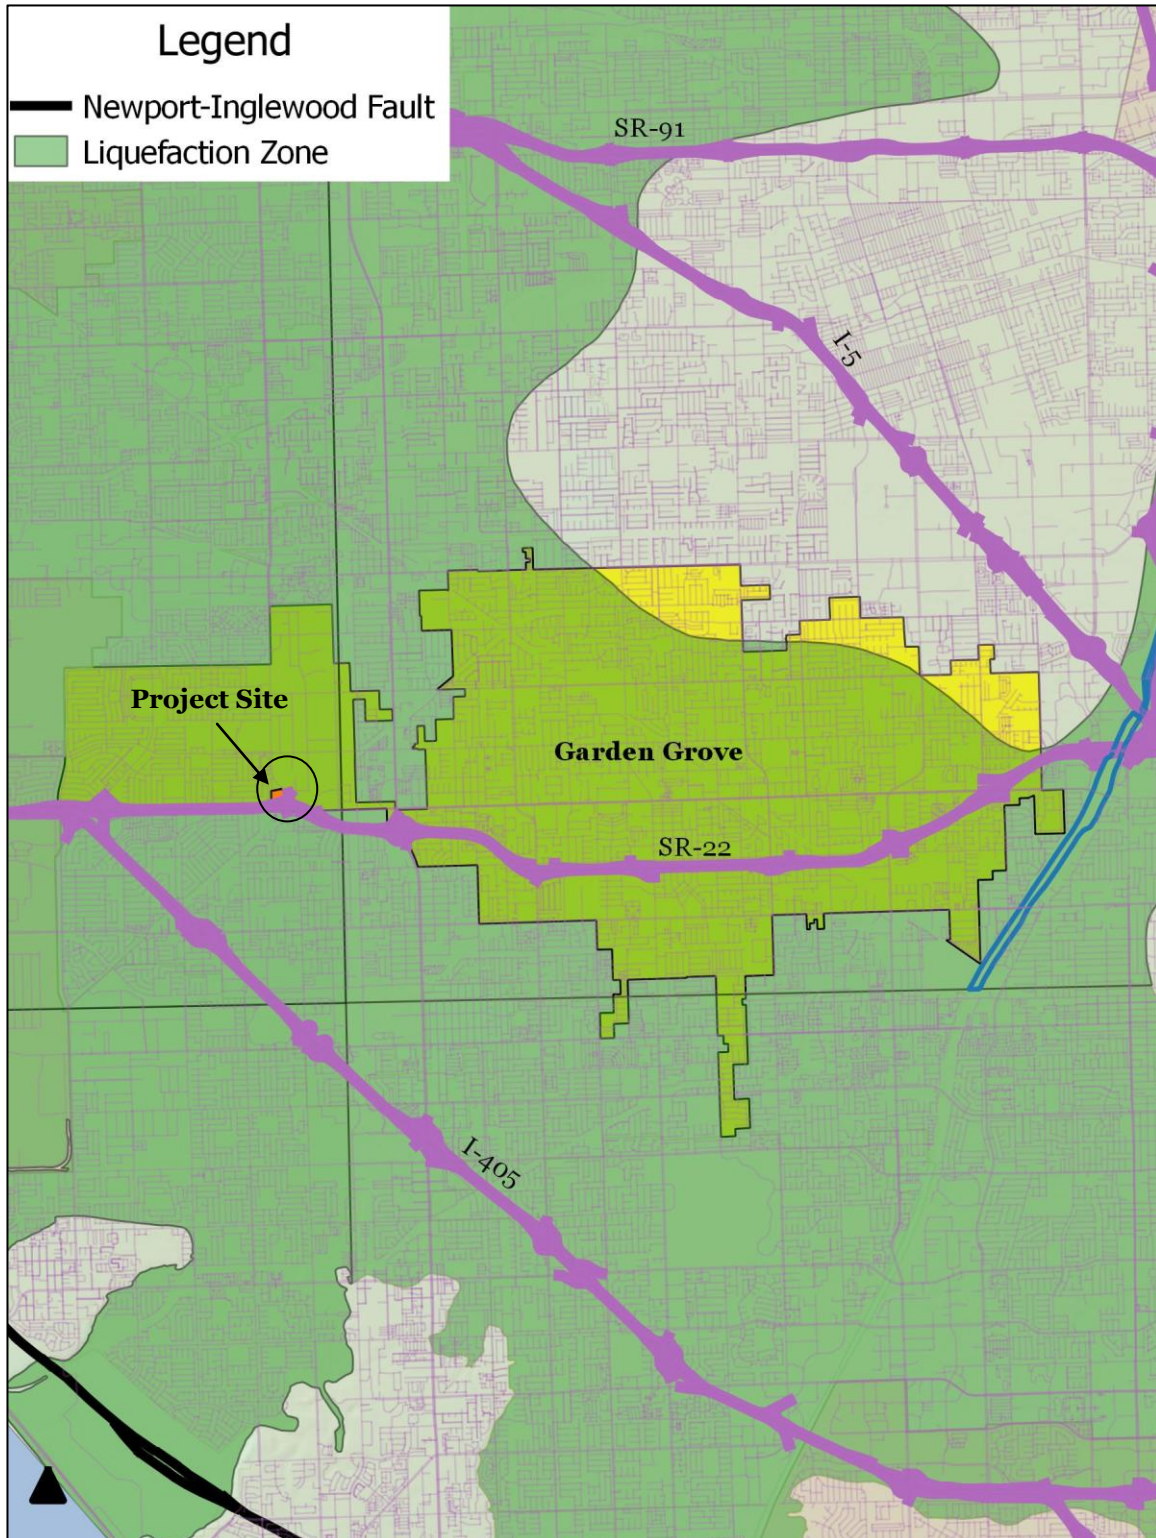 Legend
Newport-Inglewood Fault
Liquefaction Zone
SR-91
I-5
Project Site
Garden Grove
SR-22
I-405